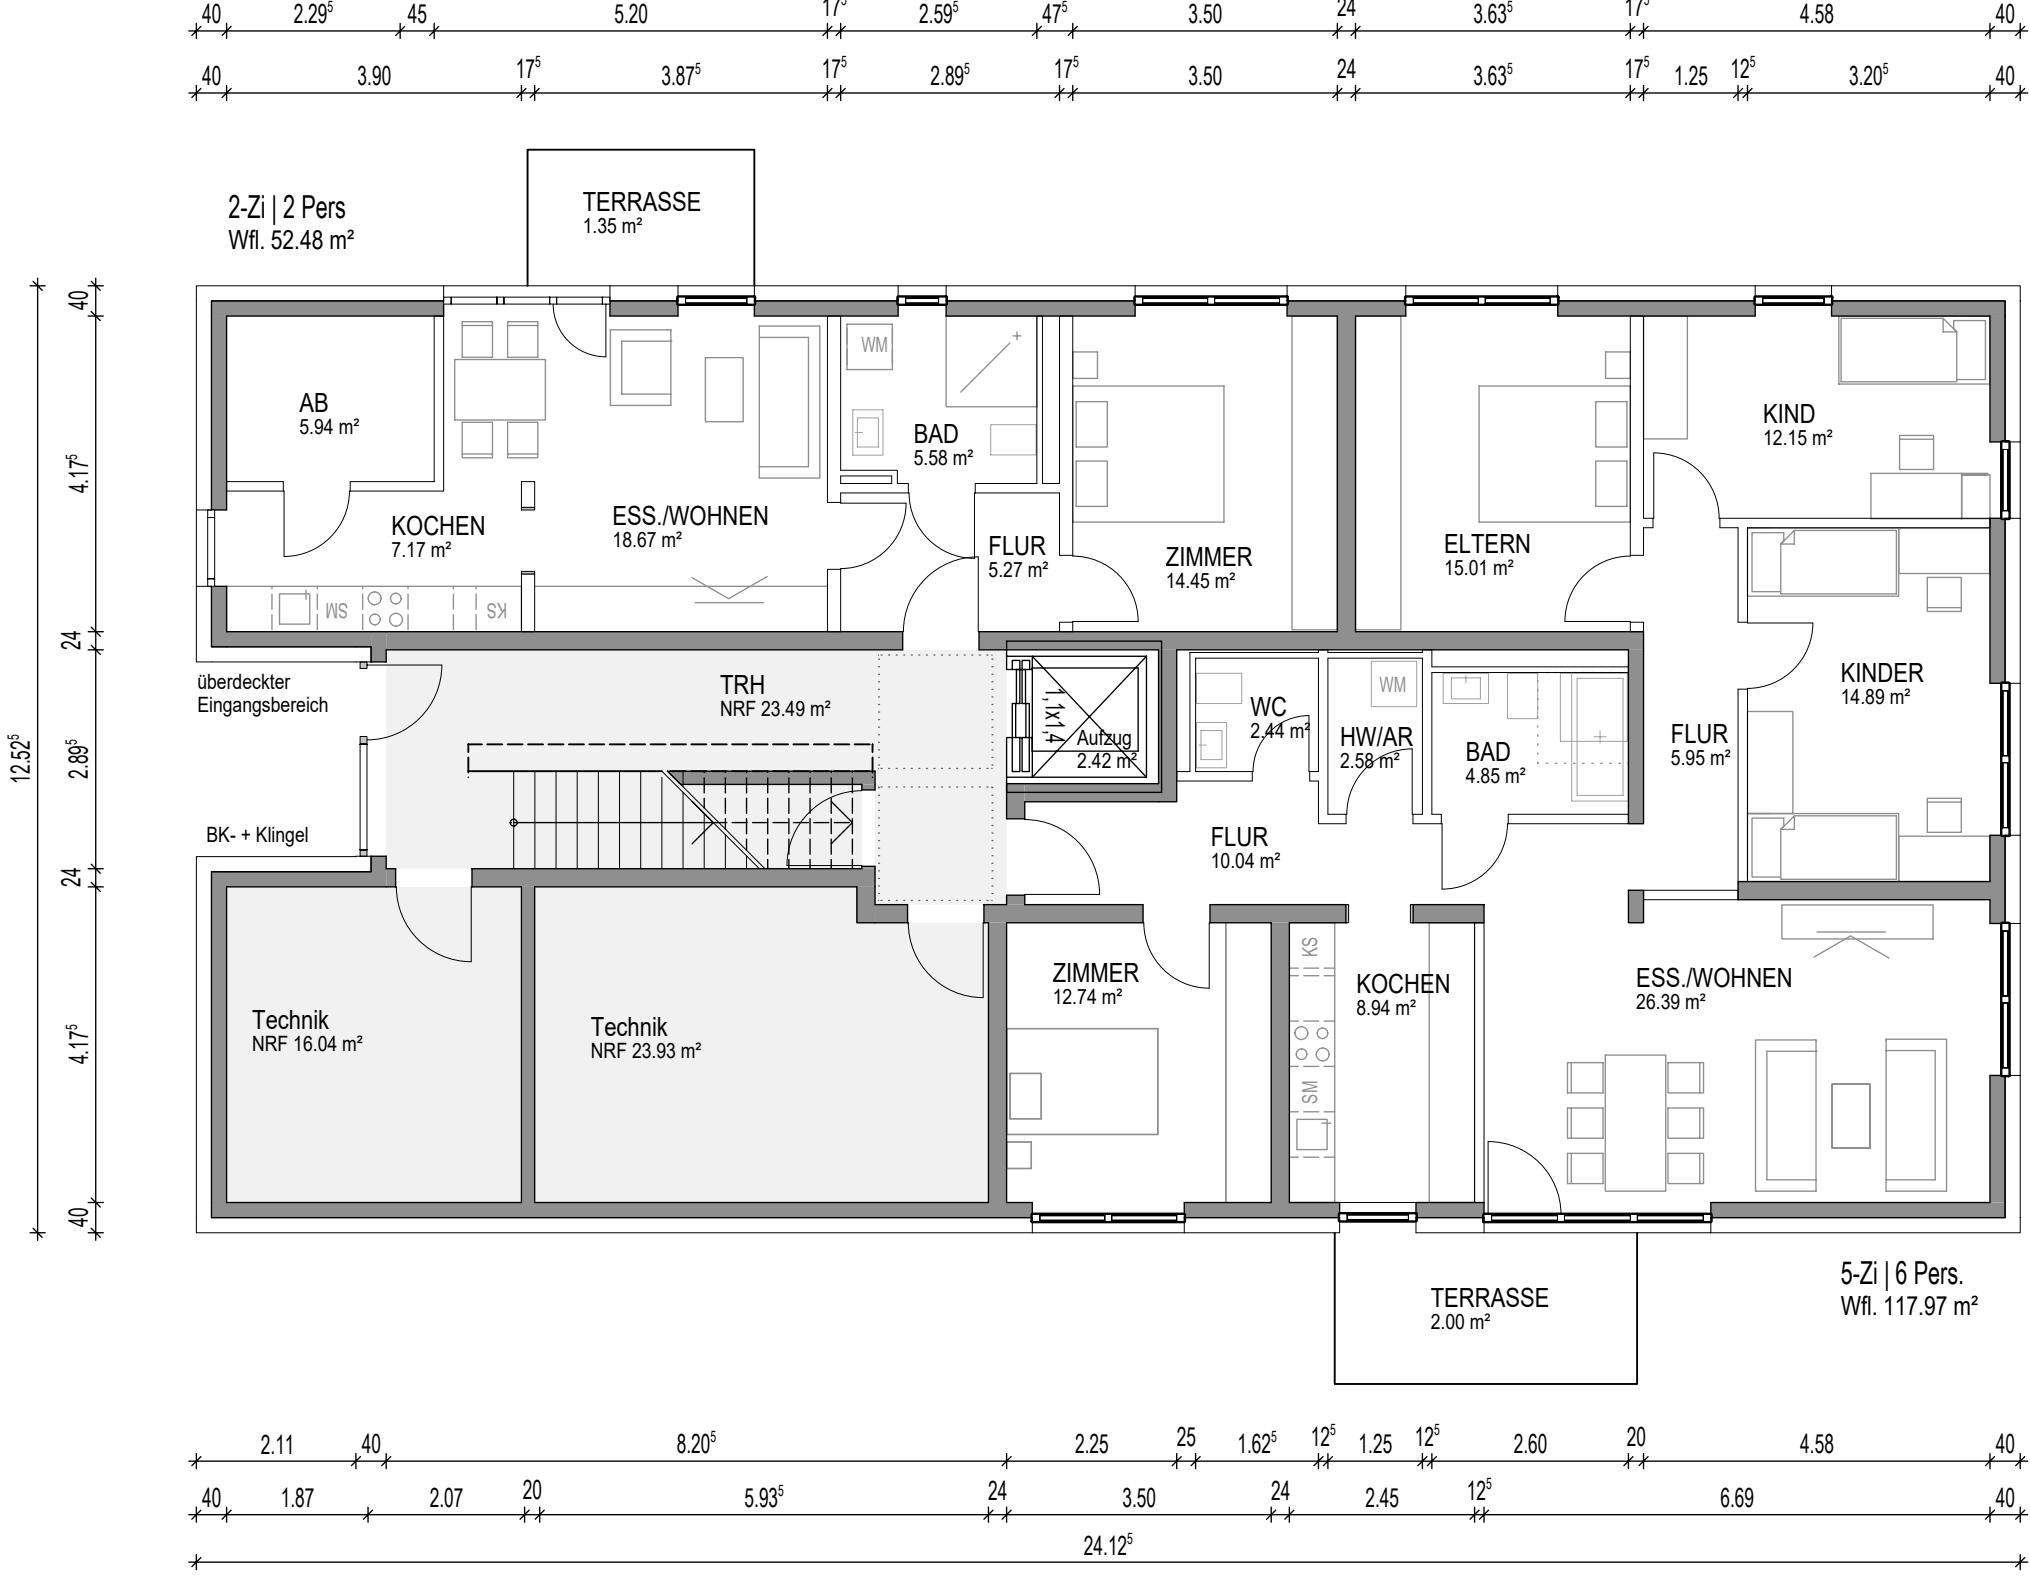 40 2.29⁵ 45 5.20 17⁵ 2.59⁵ 47⁵ 3.50 24 3.63⁵ 17⁵ 4.58 40
40 3.90 17⁵ 3.87⁵ 17⁵ 2.89⁵ 17⁵ 3.50 24 3.63⁵ 17⁵ 1.25 12⁵ 3.20⁵ 40
2-Zi | 2 Pers
Wfl. 52.48 m²
TERRASSE
1.35 m²
40
4.17⁵
24
2.89⁵
24
4.17⁵
40
12.52⁵
AB
5.94 m²
KOCHEN
7.17 m²
SM
KS
ESS./WOHNEN
18.67 m²
WM
BAD
5.58 m²
FLUR
5.27 m²
ZIMMER
14.45 m²
ELTERN
15.01 m²
KIND
12.15 m²
KINDER
14.89 m²
überdeckter
Eingangsbereich
TRH
NRF 23.49 m²
1,1x1,4
Aufzug
2.42 m²
WC
2.44 m²
WM
HW/AR
2.58 m²
BAD
4.85 m²
FLUR
5.95 m²
BK- + Klingel
FLUR
10.04 m²
Technik
NRF 16.04 m²
Technik
NRF 23.93 m²
ZIMMER
12.74 m²
KS
SM
KOCHEN
8.94 m²
ESS./WOHNEN
26.39 m²
TERRASSE
2.00 m²
5-Zi | 6 Pers.
Wfl. 117.97 m²
2.11 40 8.20⁵ 2.25 25 1.62⁵ 12⁵ 1.25 12⁵ 2.60 20 4.58 40
40 1.87 2.07 20 5.93⁵ 24 3.50 24 2.45 12⁵ 6.69 40
24.12⁵